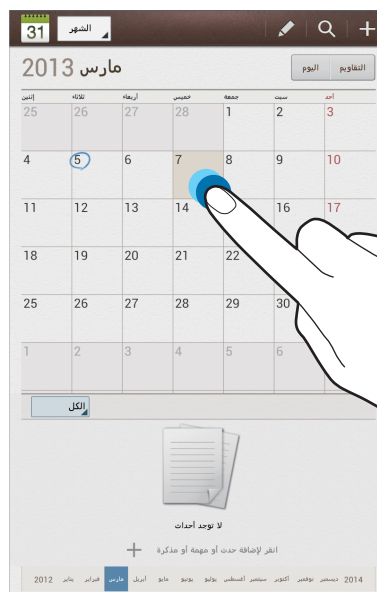 31 الشهر
مارس 2013
التقاويم اليوم
إثنين ثلاثاء أربعاء خميس جمعة سبت أحد
25 26 27 28 1 2 3
4 5 6 7 8 9 10
11 12 13 14 16 17
18 19 20 21 22
25 26 27 28 29 30
1 2 3 4 5 6
الكل
لا توجد أحداث
انقر لإضافة حدث أو مهمة أو مذكرة
2012 يناير فبراير مارس أبريل مايو يونيو يوليو أغسطس سبتمبر أكتوبر نوفمبر ديسمبر 2014